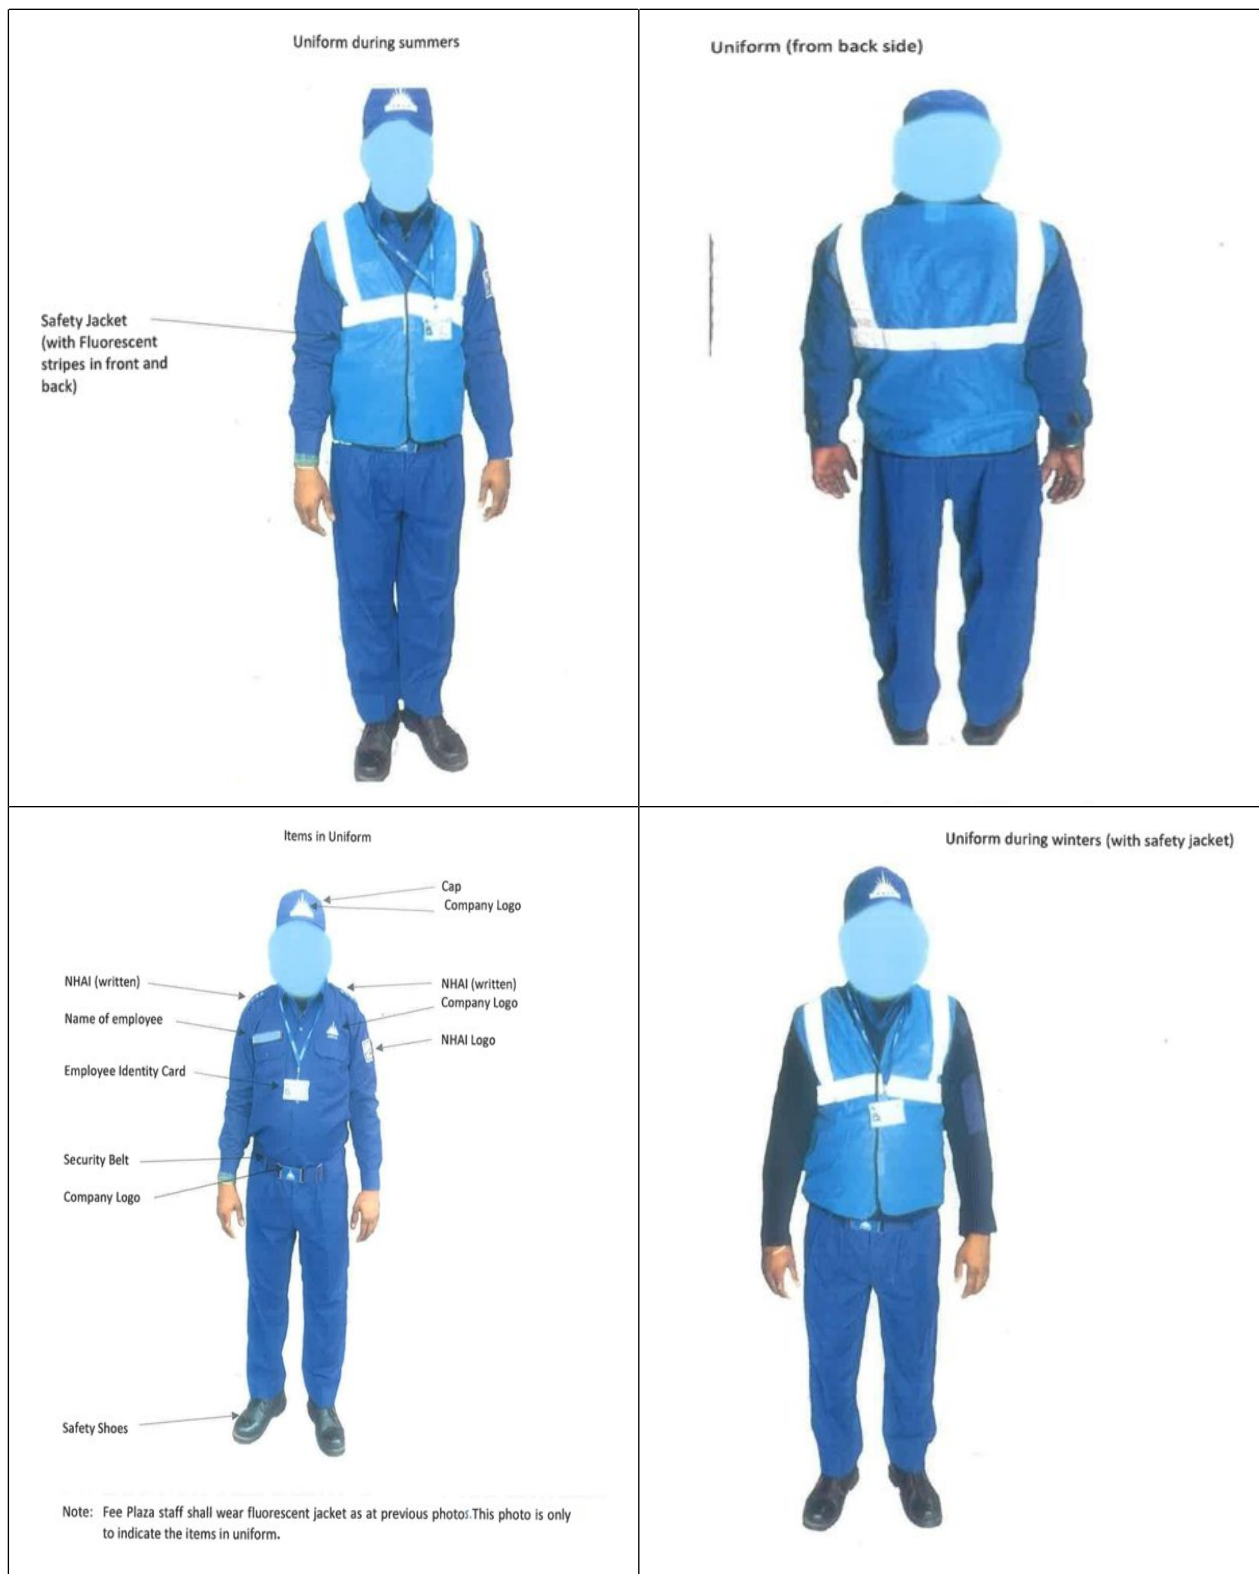 Uniform during summers
Safety Jacket
(with Fluorescent
stripes in front and
back)
Uniform (from back side)
Items in Uniform
Cap
Company Logo
NHAI (written)
NHAI (written)
Company Logo
Name of employee
NHAI Logo
Employee Identity Card
Security Belt
Company Logo
Safety Shoes
Note: Fee Plaza staff shall wear fluorescent jacket as at previous photos.This photo is only
to indicate the items in uniform.
Uniform during winters (with safety jacket)